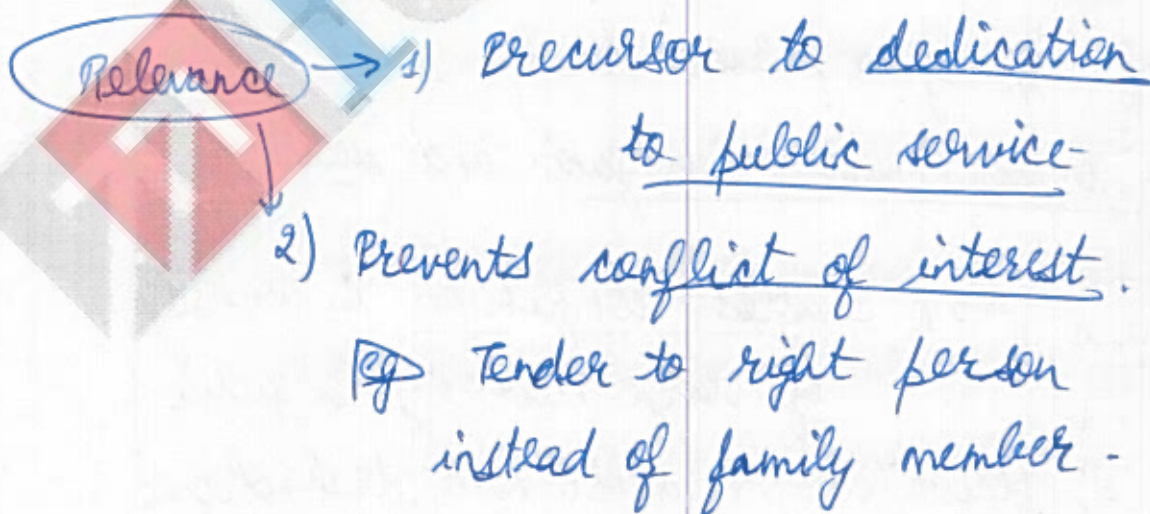 Relevance → 1) Precursor to dedication
to public service
2) Prevents conflict of interest.
eg Tender to right person
instead of family member.